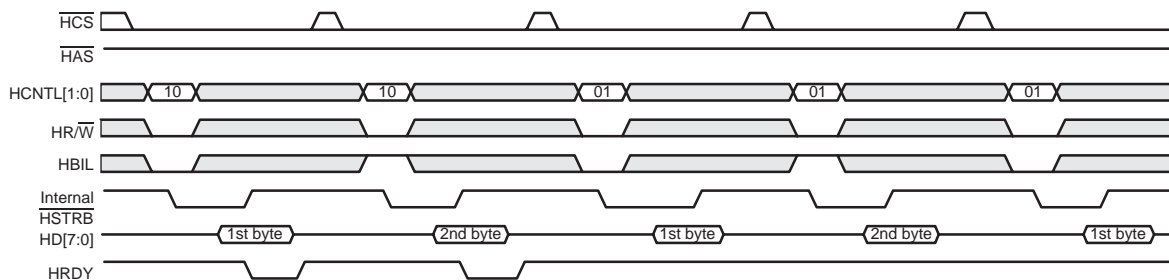 HCS
HAS
HCNTL[1:0] 10 10 01 01 01
HR/W
HBIL
Internal
HSTRB
HD[7:0] 1st byte 2nd byte 1st byte 2nd byte 1st byte
HRDY